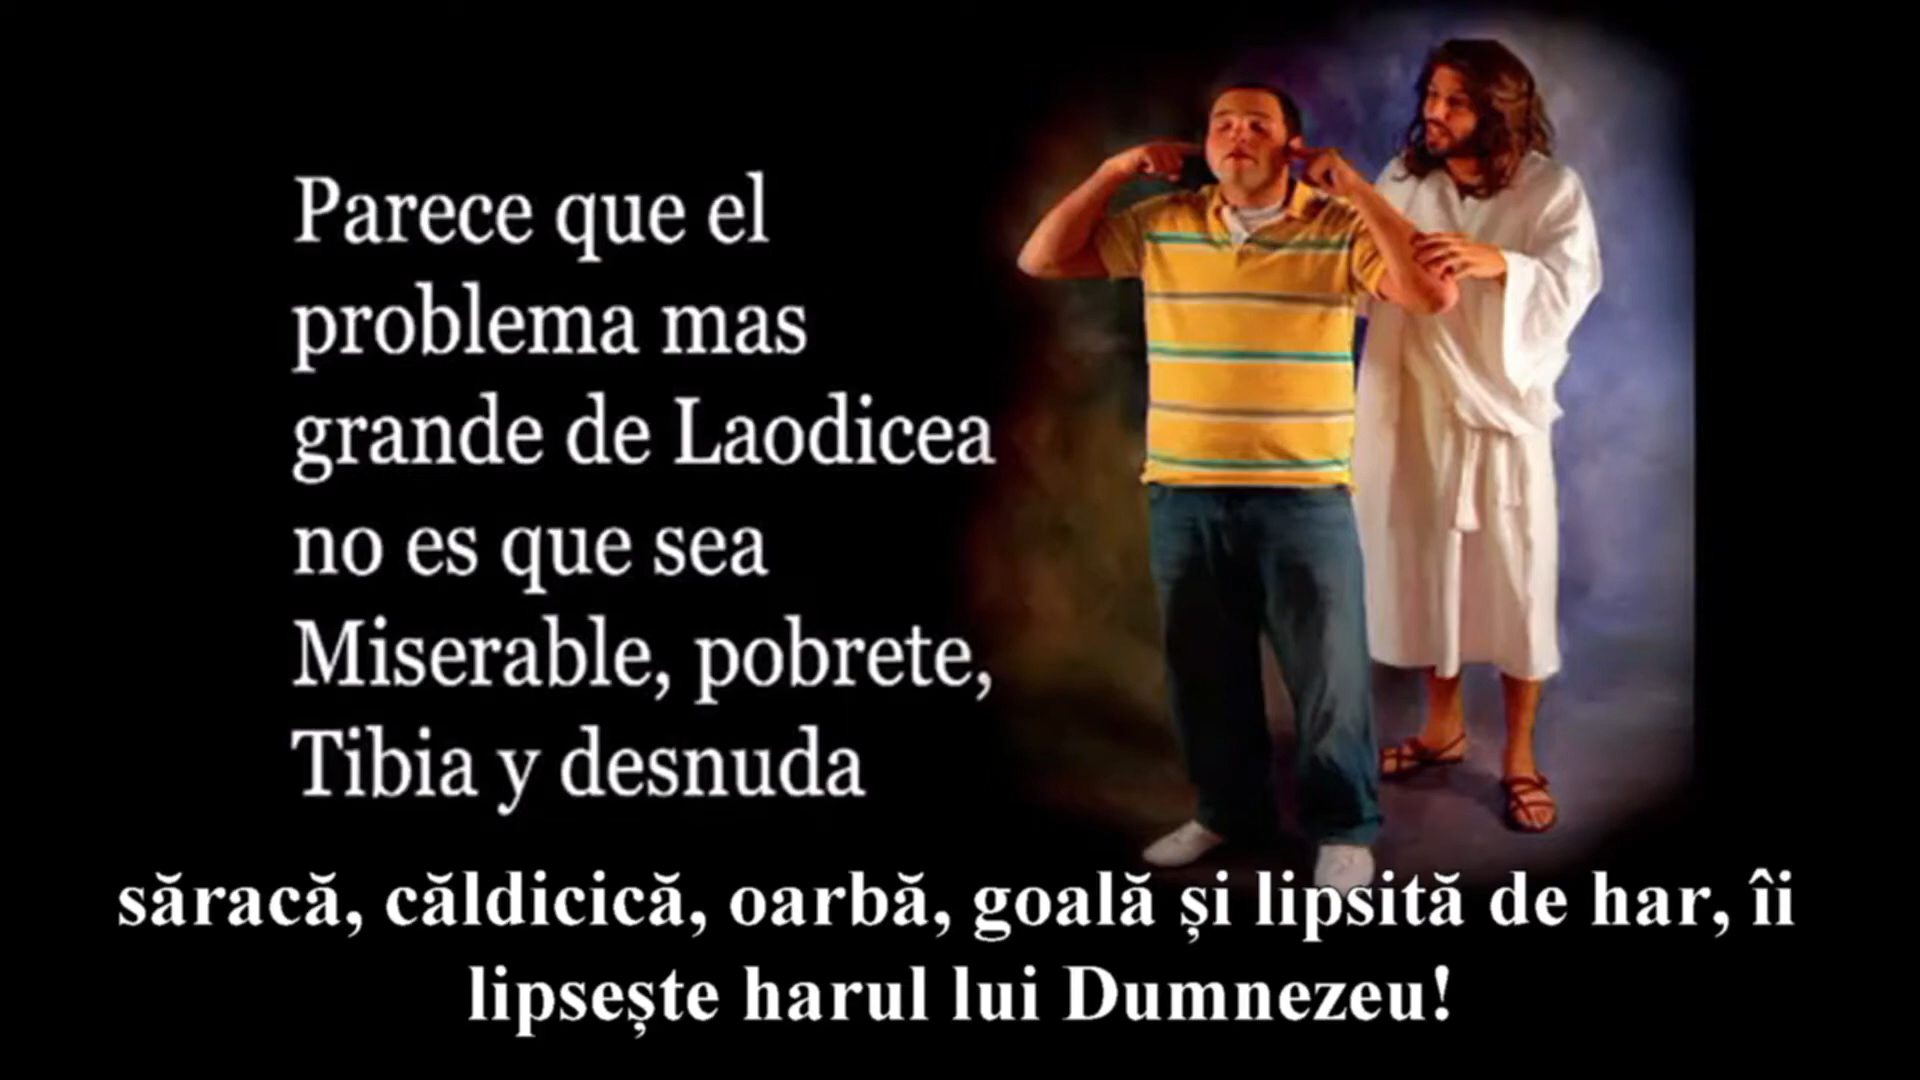 Parece que el
problema mas
grande de Laodicea
no es que sea
Miserable, pobrete,
Tibia y desnuda
săracă, căldicică, oarbă, goală și lipsită de har, îi
lipsește harul lui Dumnezeu!